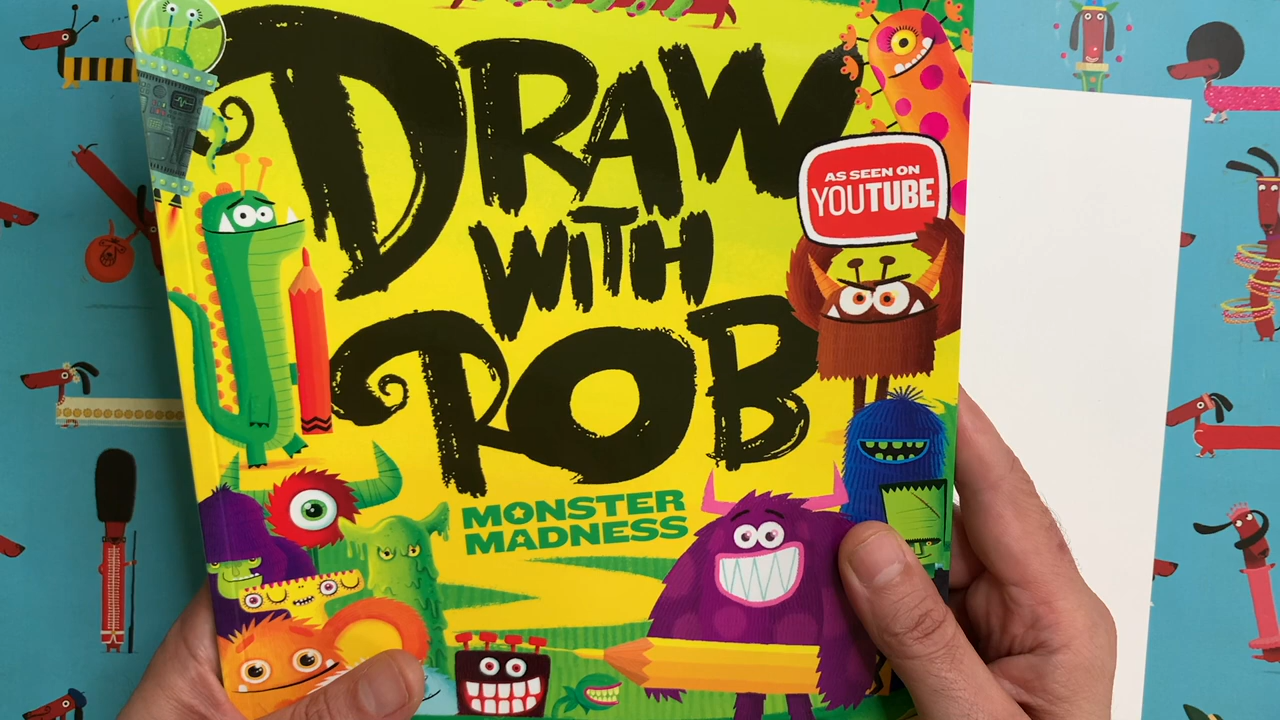 DRAW
WITH
ROB
AS SEEN ON
YOUTUBE
MONSTER
MADNESS